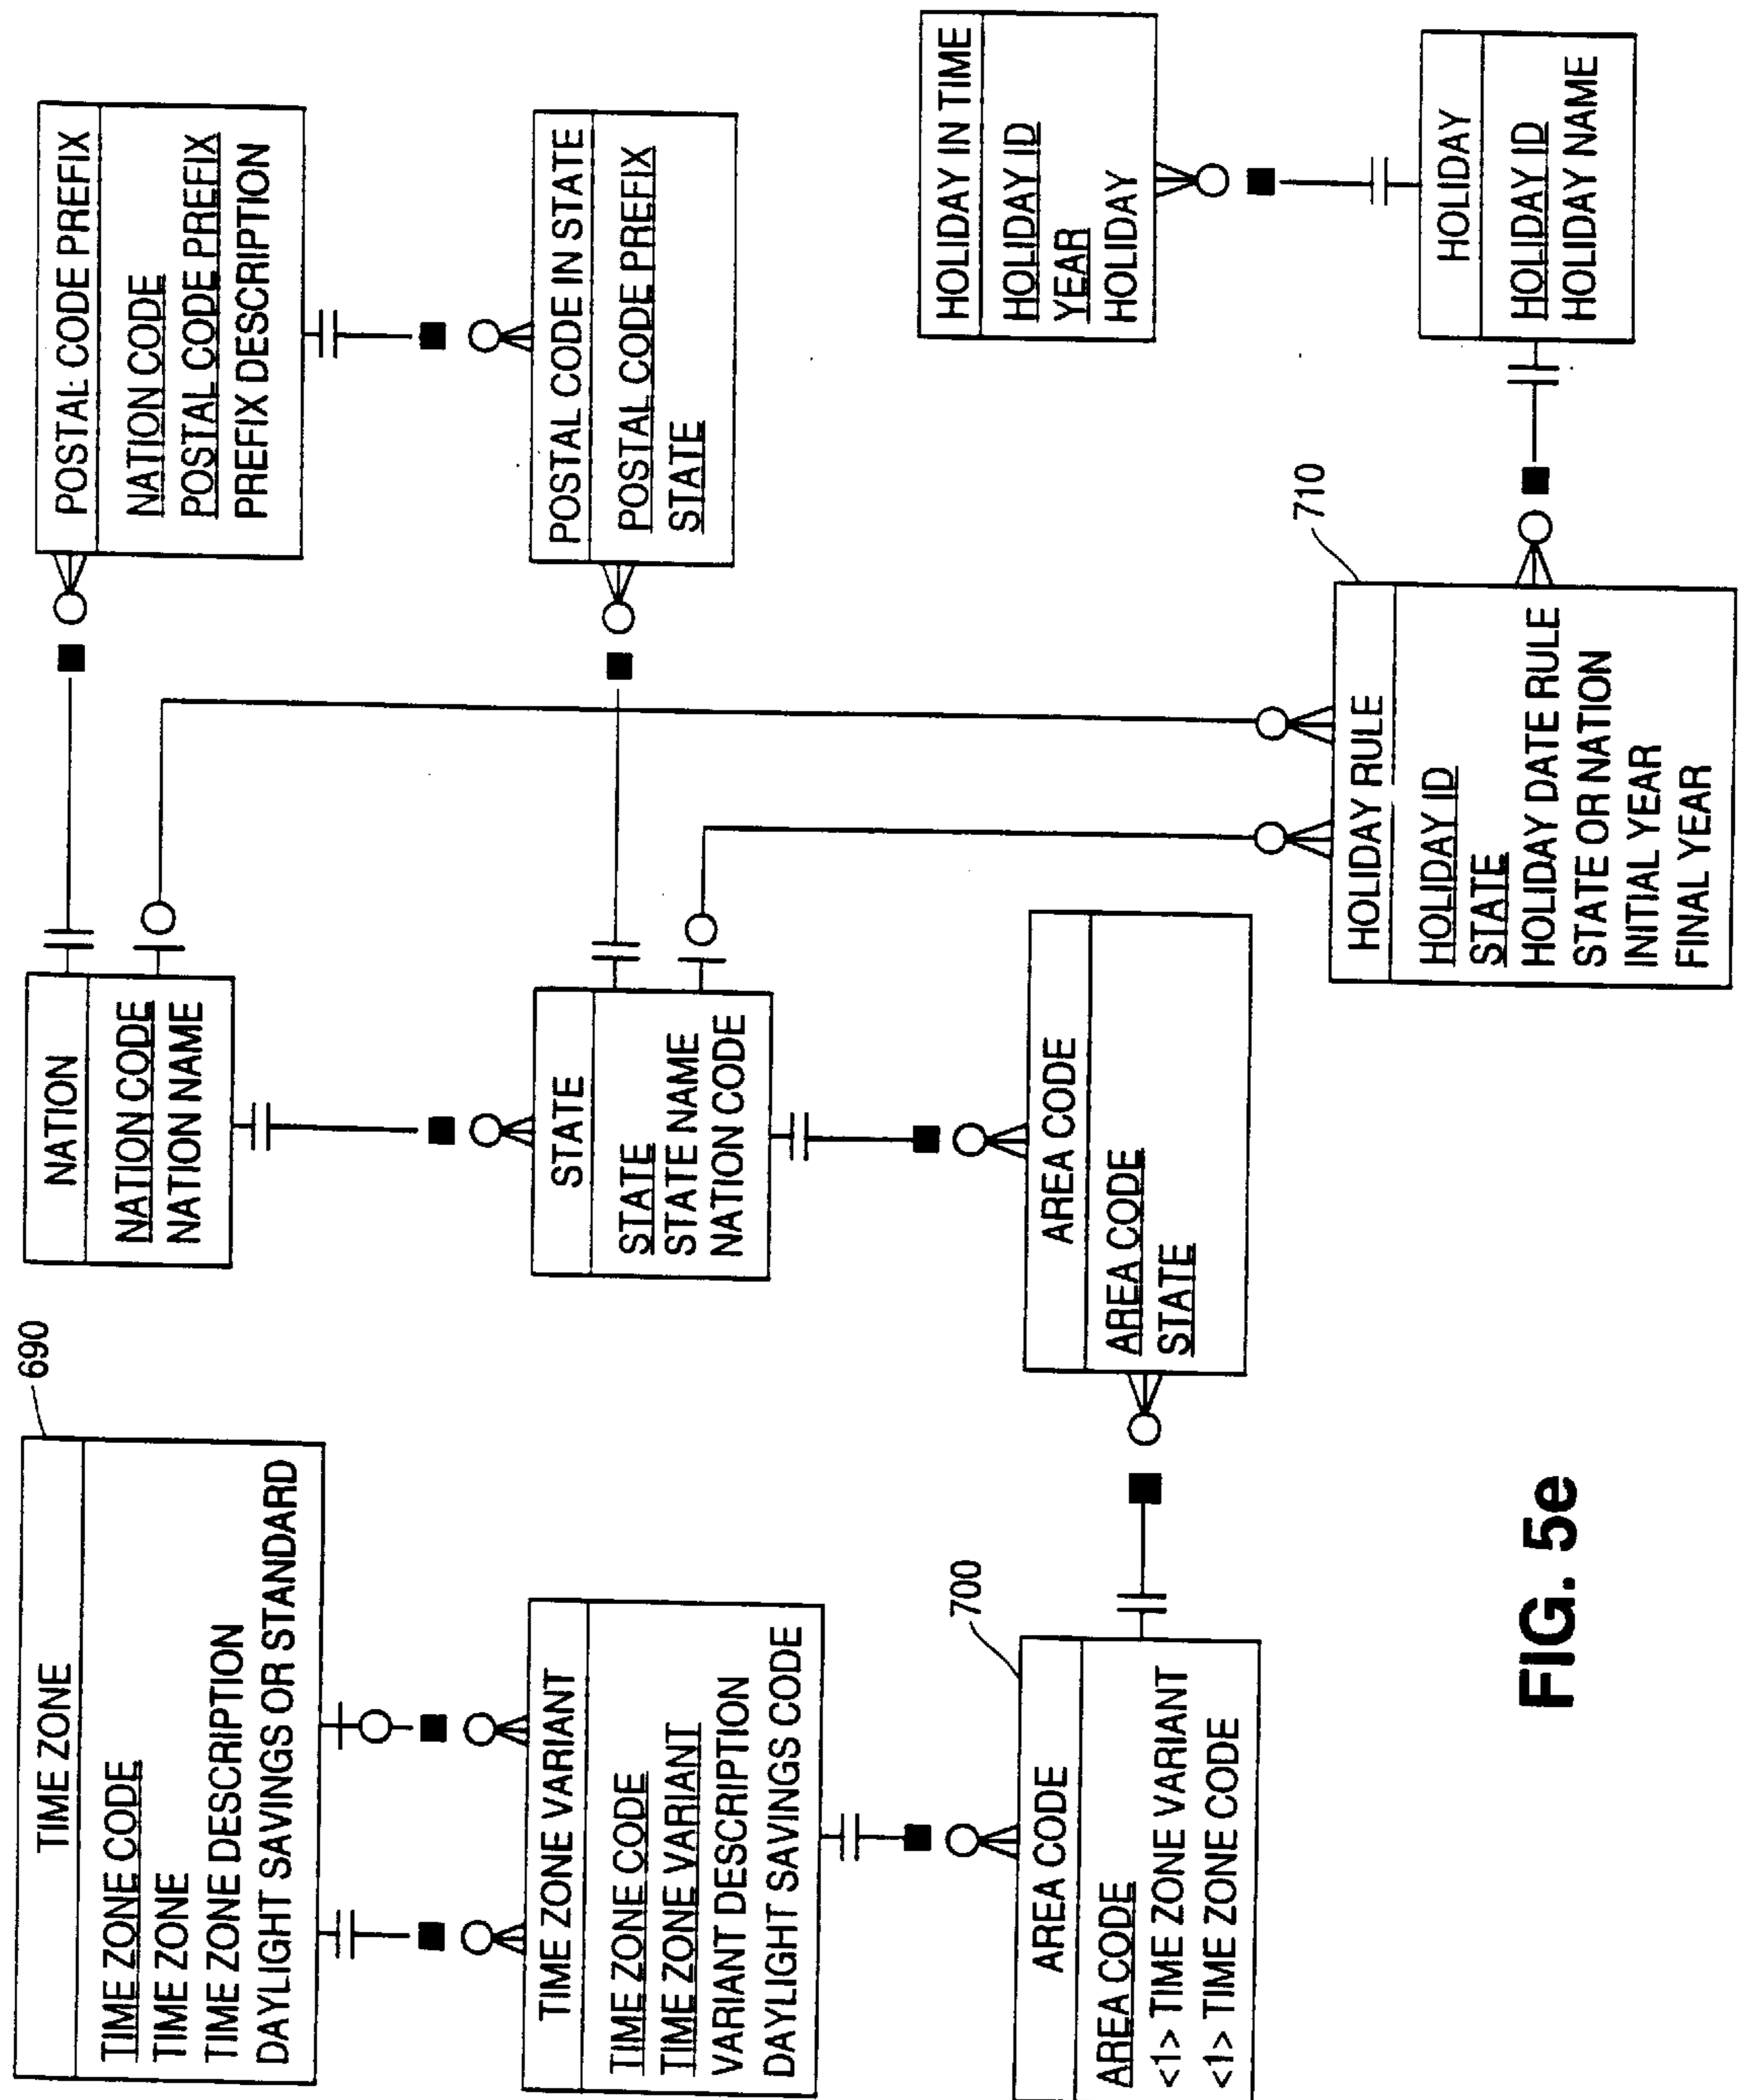 690
TIME ZONE
TIME ZONE CODE
TIME ZONE
TIME ZONE DESCRIPTION
DAYLIGHT SAVINGS OR STANDARD
NATION
NATION CODE
NATION NAME
POSTAL CODE PREFIX
NATION CODE
POSTAL CODE PREFIX
PREFIX DESCRIPTION
TIME ZONE VARIANT
TIME ZONE CODE
TIME ZONE VARIANT
VARIANT DESCRIPTION
DAYLIGHT SAVINGS CODE
STATE
STATE
STATE NAME
NATION CODE
POSTAL CODE IN STATE
POSTAL CODE PREFIX
STATE
700
AREA CODE
AREA CODE
<1> TIME ZONE VARIANT
<1> TIME ZONE CODE
AREA CODE
AREA CODE
STATE
HOLIDAY IN TIME
HOLIDAY ID
YEAR
HOLIDAY
710
HOLIDAY RULE
HOLIDAY ID
STATE
HOLIDAY DATE RULE
STATE OR NATION
INITIAL YEAR
FINAL YEAR
HOLIDAY
HOLIDAY ID
HOLIDAY NAME
FIG. 5e